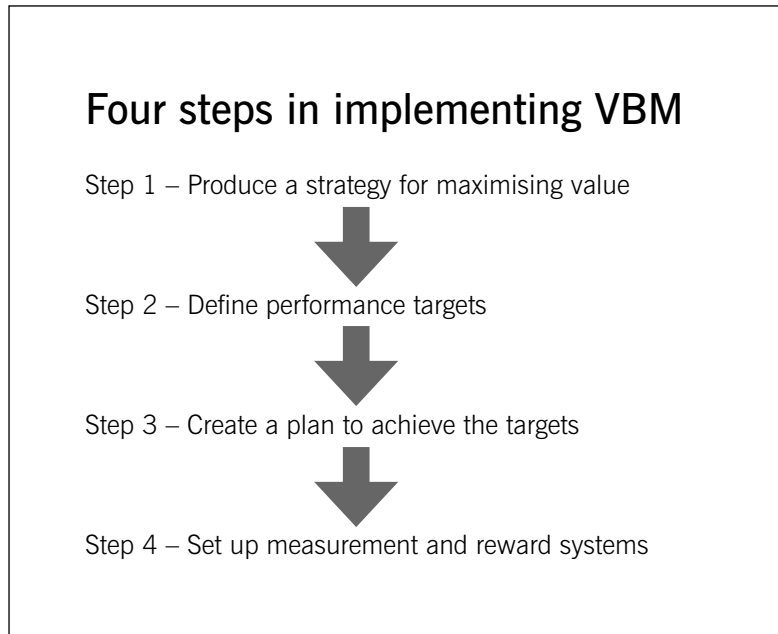 Four steps in implementing VBM
Step 1 – Produce a strategy for maximising value
Step 2 – Define performance targets
Step 3 – Create a plan to achieve the targets
Step 4 – Set up measurement and reward systems